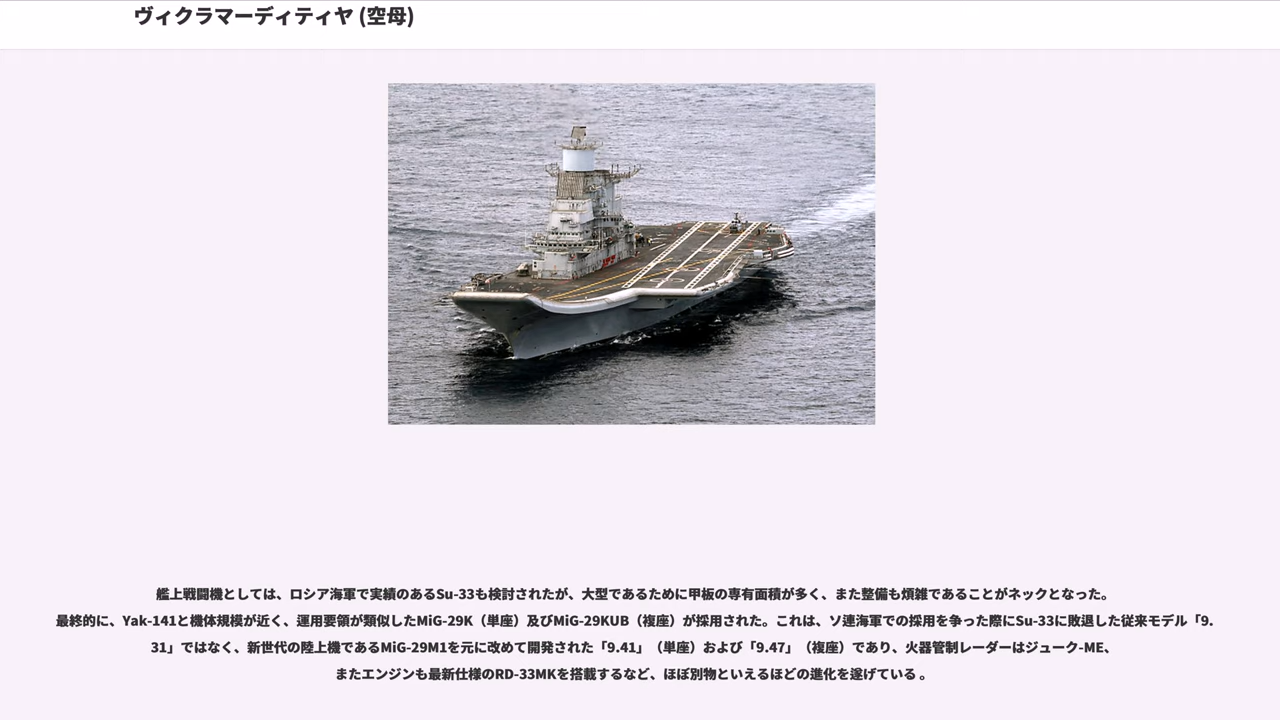 ヴィクラマーディティヤ (空母)
艦上戦闘機としては、ロシア海軍で実績のあるSu-33も検討されたが、大型であるために甲板の専有面積が多く、また整備も煩雑であることがネックとなった。
最終的に、Yak-141と機体規模が近く、運用要領が類似したMiG-29K（単座）及びMiG-29KUB（複座）が採用された。これは、ソ連海軍での採用を争った際にSu-33に敗退した従来モデル「9.
31」ではなく、新世代の陸上機であるMiG-29M1を元に改めて開発された「9.41」（単座）および「9.47」（複座）であり、火器管制レーダーはジューク-ME、
またエンジンも最新仕様のRD-33MKを搭載するなど、ほぼ別物といえるほどの進化を遂げている 。